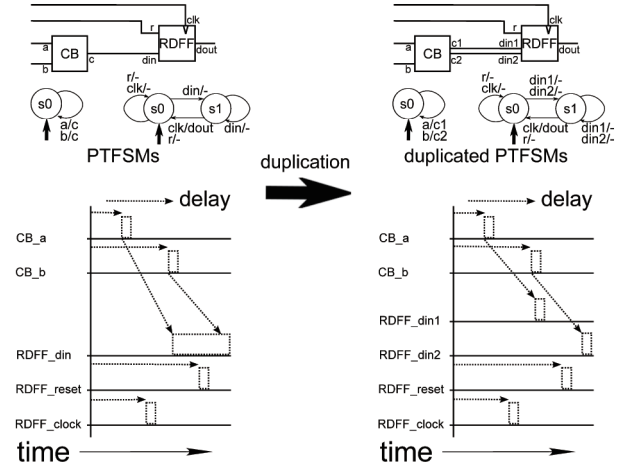 clk
r
RDFF
a
CB
dout
c
din
b
r/-
clk/-
din/-
s0
s0
s1
a/c
b/c
clk/dout
r/-
din/-
PTFSMs
clk
r
RDFF
a
CB
c1
din1
dout
c2
din2
b
r/-
clk/-
din1/-
din2/-
s0
s0
s1
a/c1
b/c2
clk/dout
r/-
din1/-
din2/-
duplicated PTFSMs
duplication
delay
CB_a
CB_b
RDFF_din
RDFF_reset
RDFF_clock
time
delay
CB_a
CB_b
RDFF_din1
RDFF_din2
RDFF_reset
RDFF_clock
time